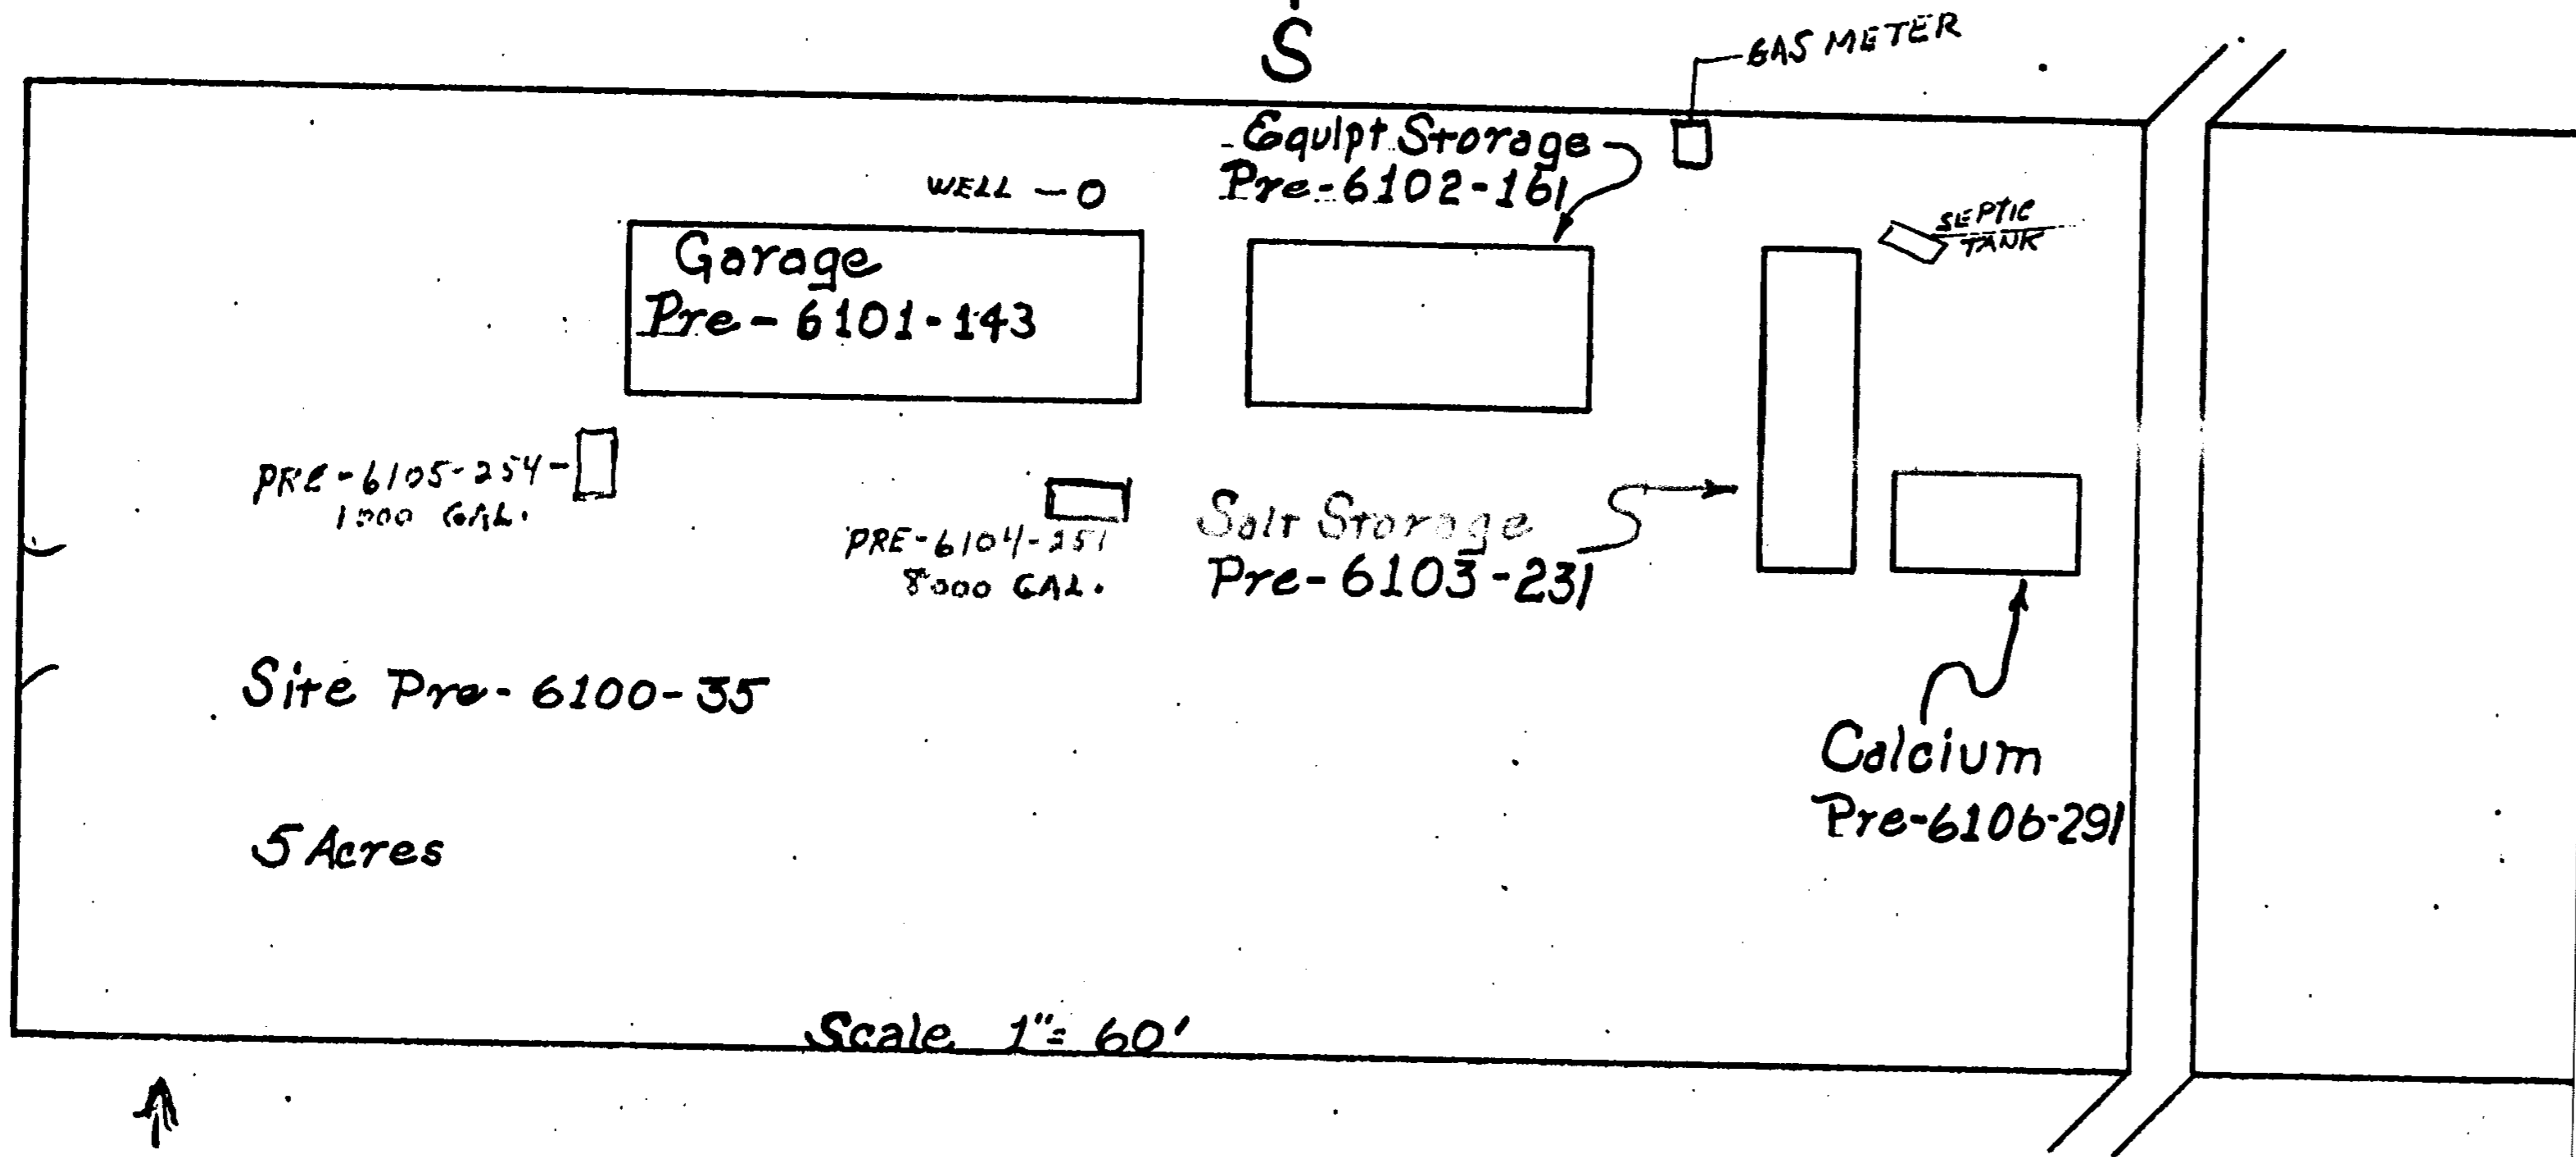 S
GAS METER
Equipt Storage
Pre-6102-161
WELL - O
SEPTIC
TANK
Garage
Pre-6101-143
PRE-6105-254-
1000 GAL.
PRE-6104-251
8000 GAL.
Salt Storage
Pre-6103-231
Site Pre-6100-35
Calcium
Pre-6106-291
5 Acres
Scale 1"= 60'